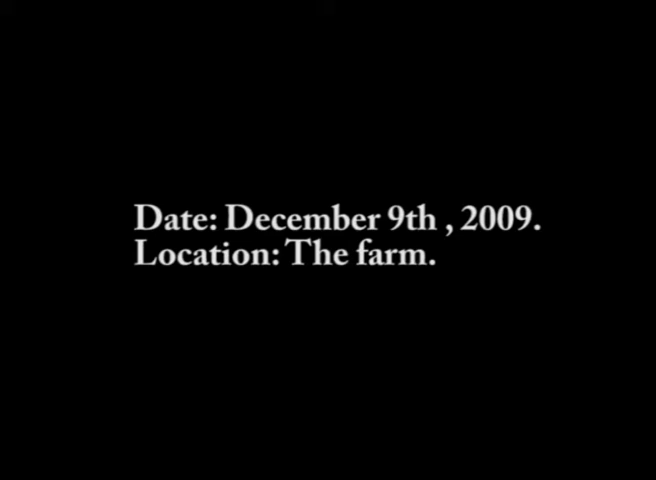 Date: December 9th , 2009.
Location: The farm.